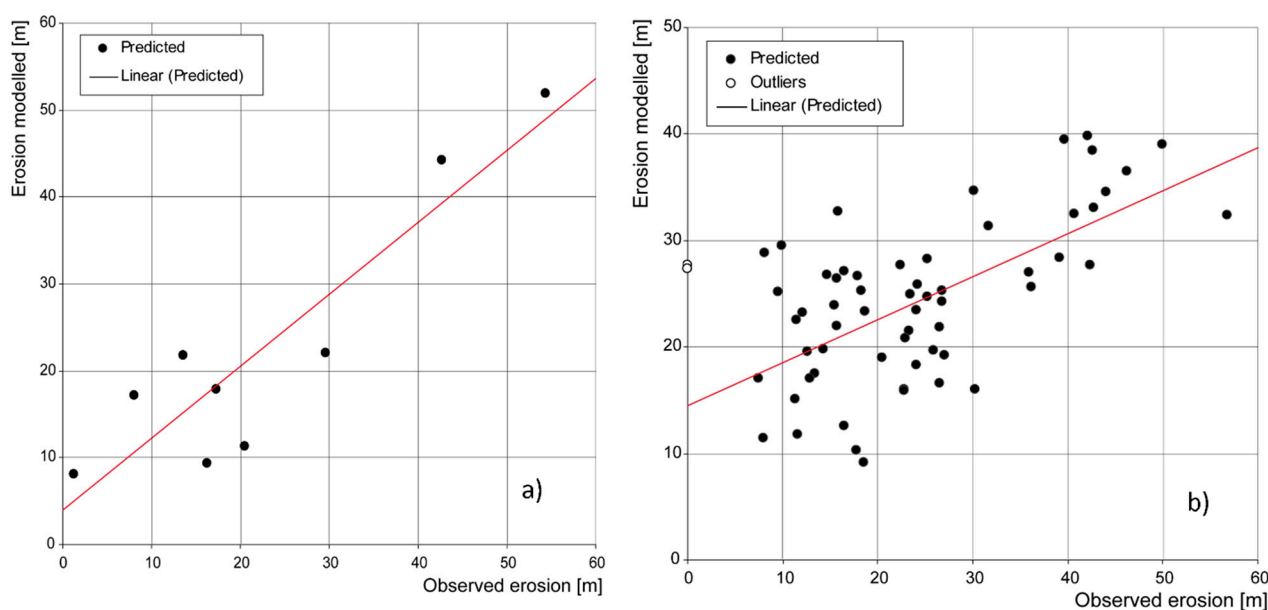 Erosion modelled [m]
60
50
40
30
20
10
0
Predicted
Linear (Predicted)
a)
0 10 20 30 40 50 60
Observed erosion [m]
Erosion modelled [m]
50
40
30
20
10
0
Predicted
Outliers
Linear (Predicted)
b)
0 10 20 30 40 50 60
Observed erosion [m]